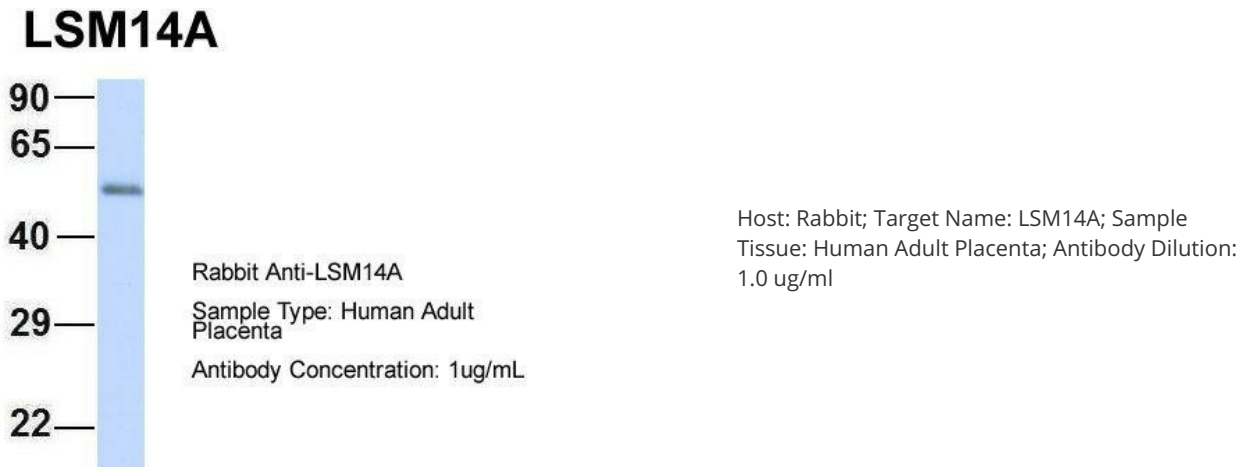 LSM14A
90
65
40
29
22
Rabbit Anti-LSM14A
Sample Type: Human Adult
Placenta
Antibody Concentration: 1ug/mL
Host: Rabbit; Target Name: LSM14A; Sample
Tissue: Human Adult Placenta; Antibody Dilution:
1.0 ug/ml